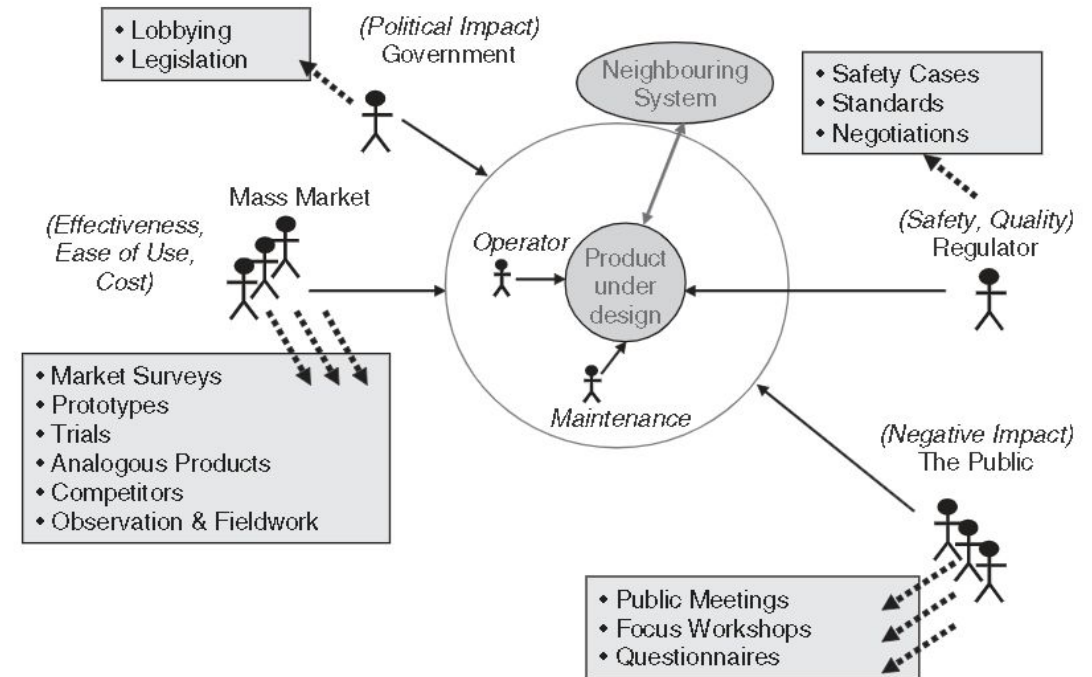 • Lobbying
• Legislation
(Political Impact)
Government
Neighbouring
System
• Safety Cases
• Standards
• Negotiations
Mass Market
(Effectiveness,
Ease of Use,
Cost)
Operator
Product
under
design
(Safety, Quality)
Regulator
Maintenance
• Market Surveys
• Prototypes
• Trials
• Analogous Products
• Competitors
• Observation & Fieldwork
(Negative Impact)
The Public
• Public Meetings
• Focus Workshops
• Questionnaires